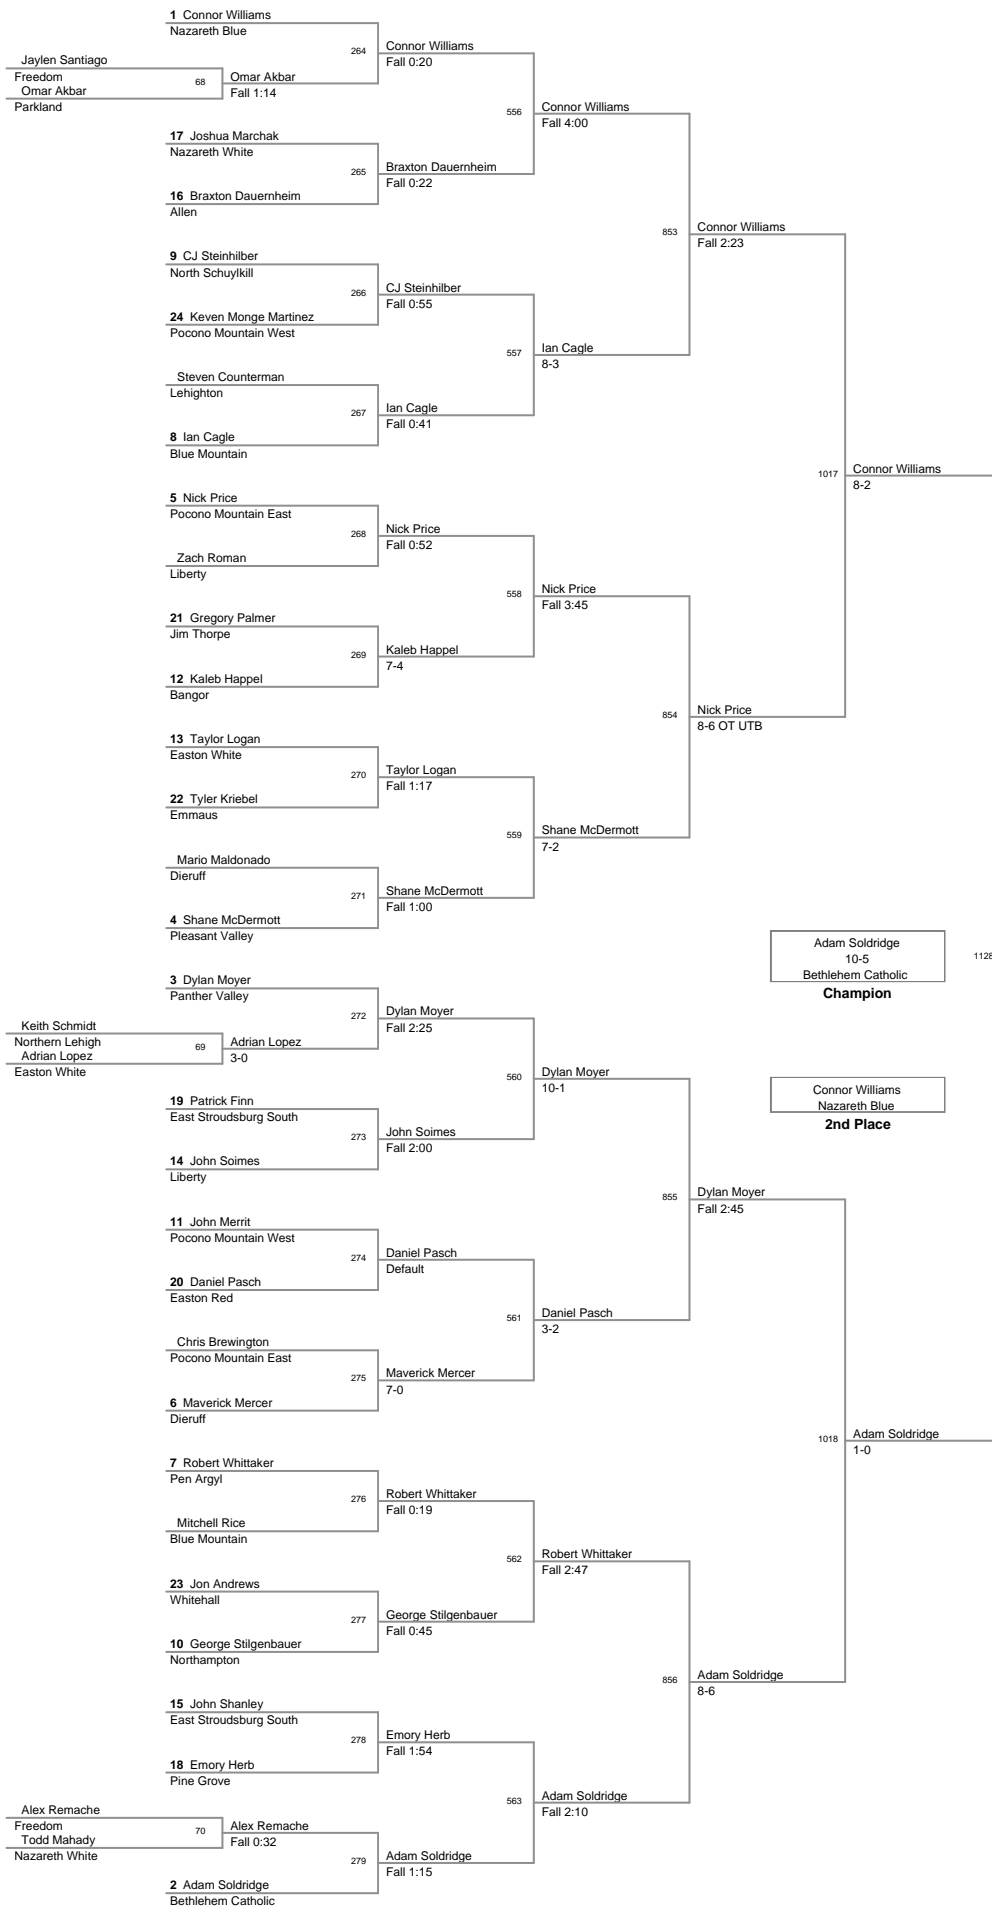 1 Connor Williams
Nazareth Blue
264
Connor Williams
Fall 0:20
Jaylen Santiago
Freedom
68
Omar Akbar
Fall 1:14
Omar Akbar
Parkland
556
Connor Williams
Fall 4:00
17 Joshua Marchak
Nazareth White
265
Braxton Dauernheim
Fall 0:22
16 Braxton Dauernheim
Allen
853
Connor Williams
Fall 2:23
9 CJ Steinhilber
North Schuylkill
266
CJ Steinhilber
Fall 0:55
24 Keven Monge Martinez
Pocono Mountain West
557
Ian Cagle
8-3
Steven Counterman
Lehighton
267
Ian Cagle
Fall 0:41
8 Ian Cagle
Blue Mountain
1017
Connor Williams
8-2
5 Nick Price
Pocono Mountain East
268
Nick Price
Fall 0:52
Zach Roman
Liberty
558
Nick Price
Fall 3:45
21 Gregory Palmer
Jim Thorpe
269
Kaleb Happel
7-4
12 Kaleb Happel
Bangor
854
Nick Price
8-6 OT UTB
13 Taylor Logan
Easton White
270
Taylor Logan
Fall 1:17
22 Tyler Kriebel
Emmaus
559
Shane McDermott
7-2
Mario Maldonado
Dieruff
271
Shane McDermott
Fall 1:00
4 Shane McDermott
Pleasant Valley
Adam Soldridge
10-5
Bethlehem Catholic
1128
Champion
3 Dylan Moyer
Panther Valley
272
Dylan Moyer
Fall 2:25
Keith Schmidt
Northern Lehigh
69
Adrian Lopez
3-0
Adrian Lopez
Easton White
560
Dylan Moyer
10-1
Connor Williams
Nazareth Blue
2nd Place
19 Patrick Finn
East Stroudsburg South
273
John Soimes
Fall 2:00
14 John Soimes
Liberty
855
Dylan Moyer
Fall 2:45
11 John Merrit
Pocono Mountain West
274
Daniel Pasch
Default
20 Daniel Pasch
Easton Red
561
Daniel Pasch
3-2
Chris Brewington
Pocono Mountain East
275
Maverick Mercer
7-0
6 Maverick Mercer
Dieruff
1018
Adam Soldridge
1-0
7 Robert Whittaker
Pen Argyl
276
Robert Whittaker
Fall 0:19
Mitchell Rice
Blue Mountain
562
Robert Whittaker
Fall 2:47
23 Jon Andrews
Whitehall
277
George Stilgenbauer
Fall 0:45
10 George Stilgenbauer
Northampton
856
Adam Soldridge
8-6
15 John Shanley
East Stroudsburg South
278
Emory Herb
Fall 1:54
18 Emory Herb
Pine Grove
563
Adam Soldridge
Fall 2:10
Alex Remache
Freedom
70
Alex Remache
Fall 0:32
Todd Mahady
Nazareth White
279
Adam Soldridge
Fall 1:15
2 Adam Soldridge
Bethlehem Catholic